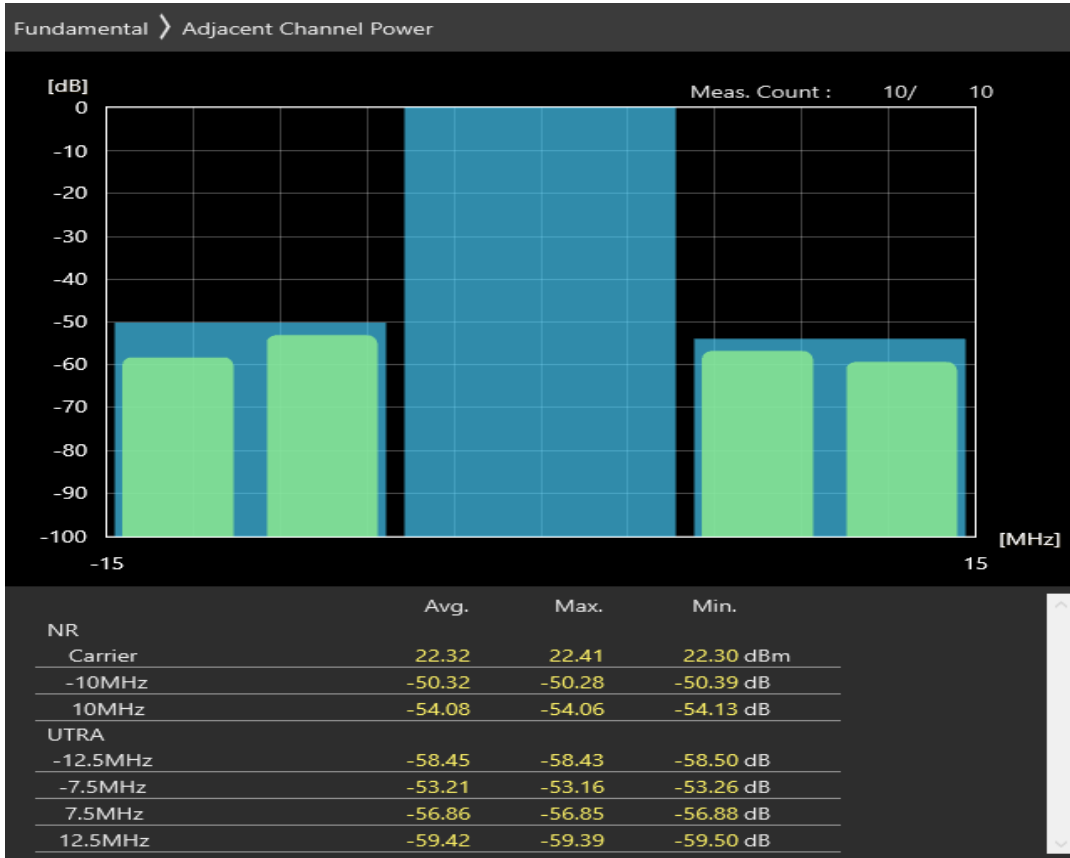 Fundamental 〉 Adjacent Channel Power
[dB]
Meas. Count : 10/ 10
0
-10
-20
-30
-40
-50
-60
-70
-80
-90
-100
[MHz]
-15 15
Avg. Max. Min.
NR
Carrier 22.32 22.41 22.30 dBm
-10MHz -50.32 -50.28 -50.39 dB
10MHz -54.08 -54.06 -54.13 dB
UTRA
-12.5MHz -58.45 -58.43 -58.50 dB
-7.5MHz -53.21 -53.16 -53.26 dB
7.5MHz -56.86 -56.85 -56.88 dB
12.5MHz -59.42 -59.39 -59.50 dB